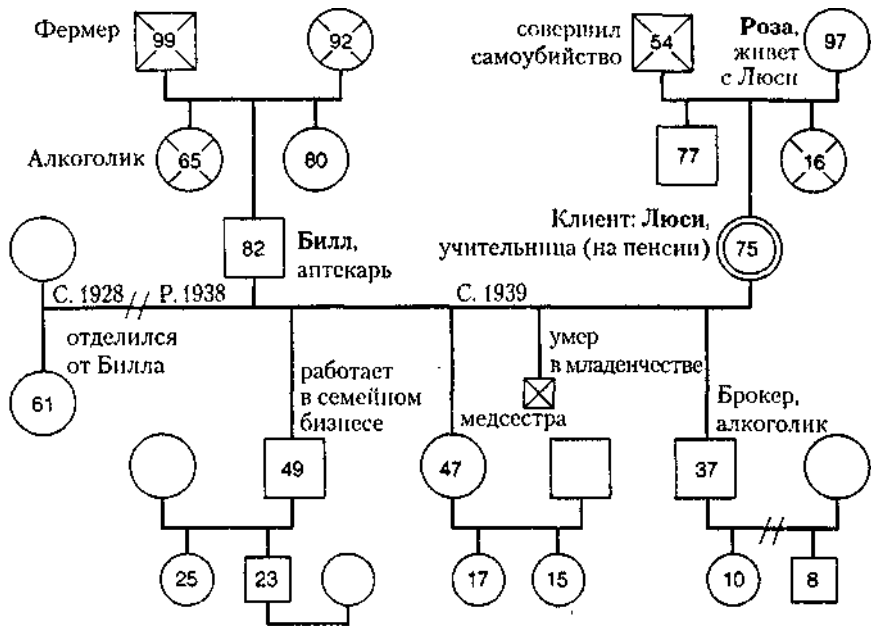 Фермер
99
92
совершил
самоубийство
54
Роза,
живет
с Люси
97
Алкоголик
65
80
77
16
82
Билл,
аптекарь
Клиент: Люси,
учительница (на пенсии)
75
С. 1928
Р. 1938
С. 1939
отделился
от Билла
61
работает
в семейном
бизнесе
49
медсестра
47
умер
в младенчестве
Брокер,
алкоголик
37
25
23
17
15
10
8